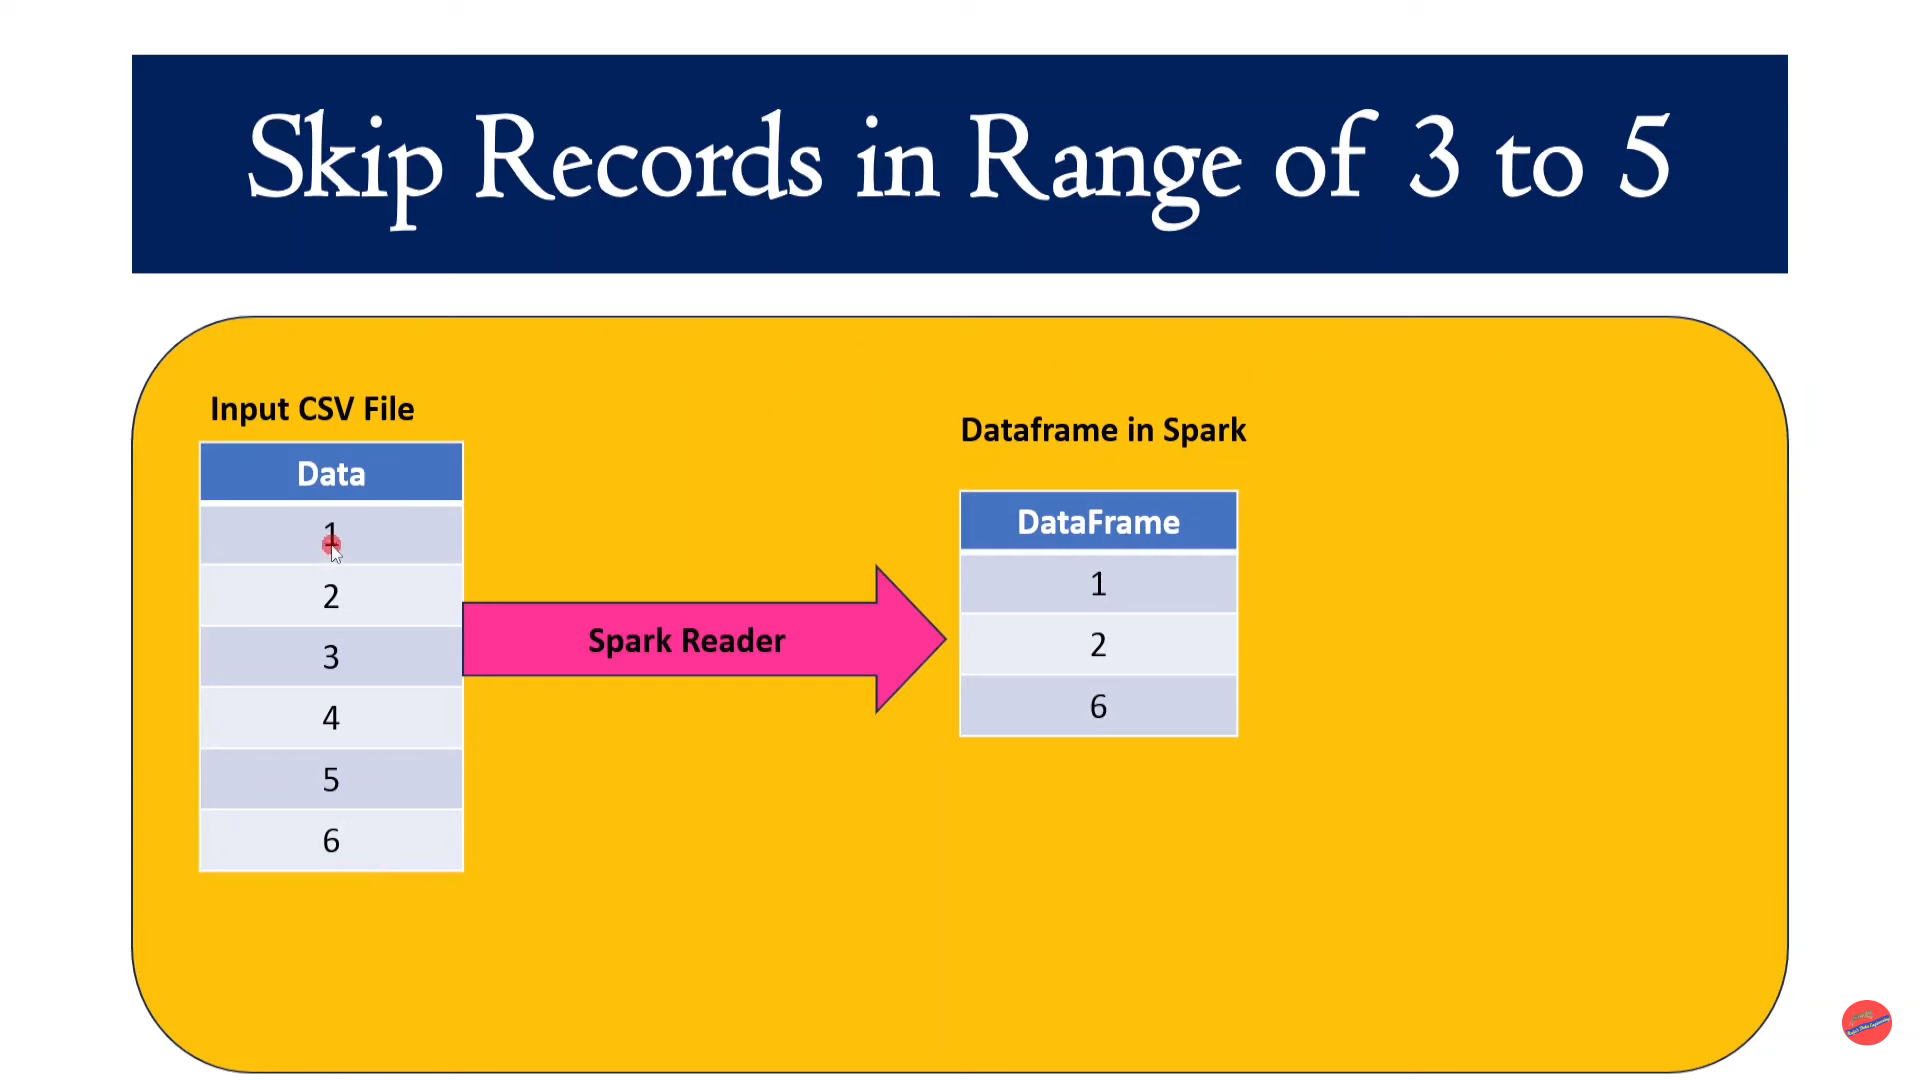 Skip Records in Range of 3 to 5
Input CSV File
Data
1
2
3
4
5
6
Spark Reader
Dataframe in Spark
DataFrame
1
2
6